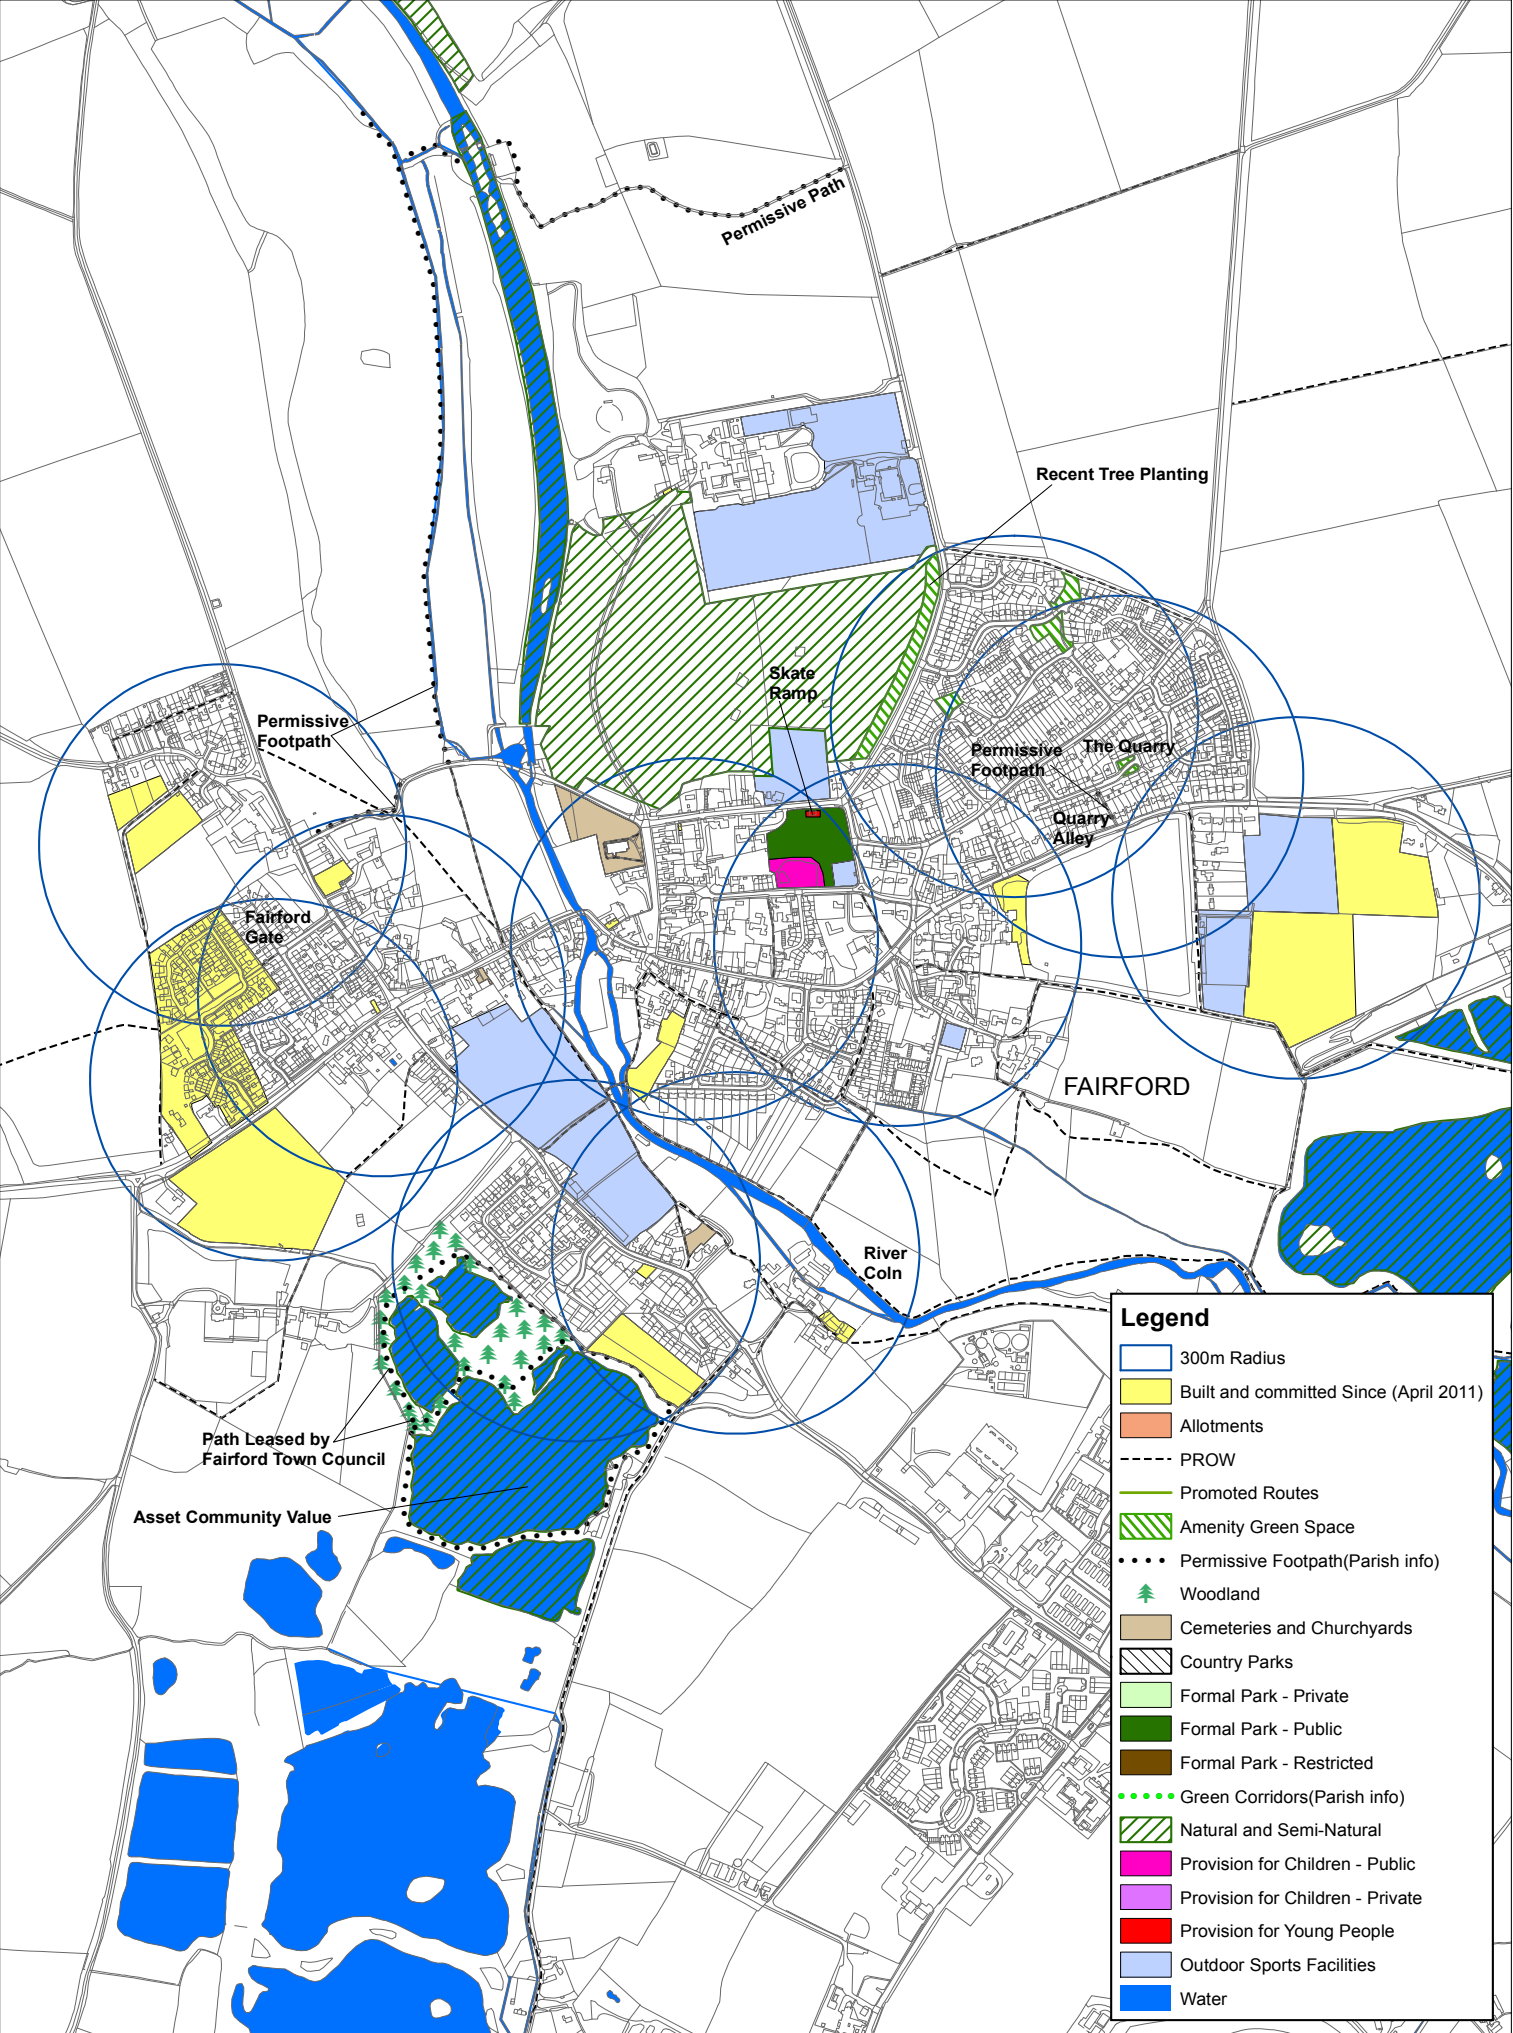 Permissive Path
Recent Tree Planting
Skate
Ramp
Permissive
Footpath
Permissive
Footpath
The Quarry
Quarry
Alley
Fairford
Gate
FAIRFORD
River
Coln
Path Leased by
Fairford Town Council
Asset Community Value
Legend
300m Radius
Built and committed Since (April 2011)
Allotments
PROW
Promoted Routes
Amenity Green Space
Permissive Footpath(Parish info)
Woodland
Cemeteries and Churchyards
Country Parks
Formal Park - Private
Formal Park - Public
Formal Park - Restricted
Green Corridors(Parish info)
Natural and Semi-Natural
Provision for Children - Public
Provision for Children - Private
Provision for Young People
Outdoor Sports Facilities
Water